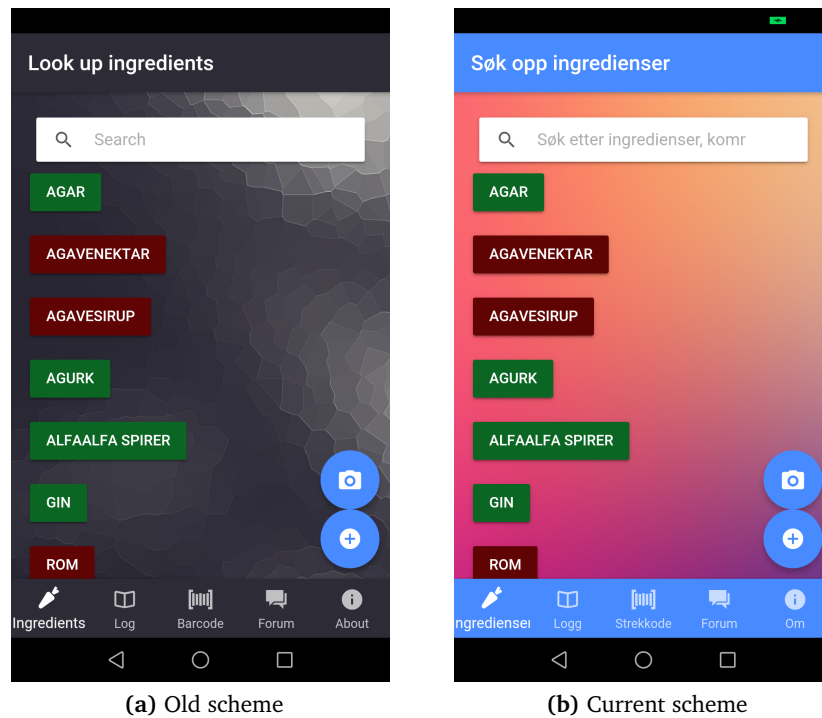 Look up ingredients
Search
AGAR
AGAVENEKTAR
AGAVESIRUP
AGURK
ALFAALFA SPIRER
GIN
ROM
Ingredients
Log
Barcode
Forum
About
(a) Old scheme
Søk opp ingredienser
Søk etter ingredienser, komr
AGAR
AGAVENEKTAR
AGAVESIRUP
AGURK
ALFAALFA SPIRER
GIN
ROM
ngredienser
Logg
Strekkode
Forum
Om
(b) Current scheme